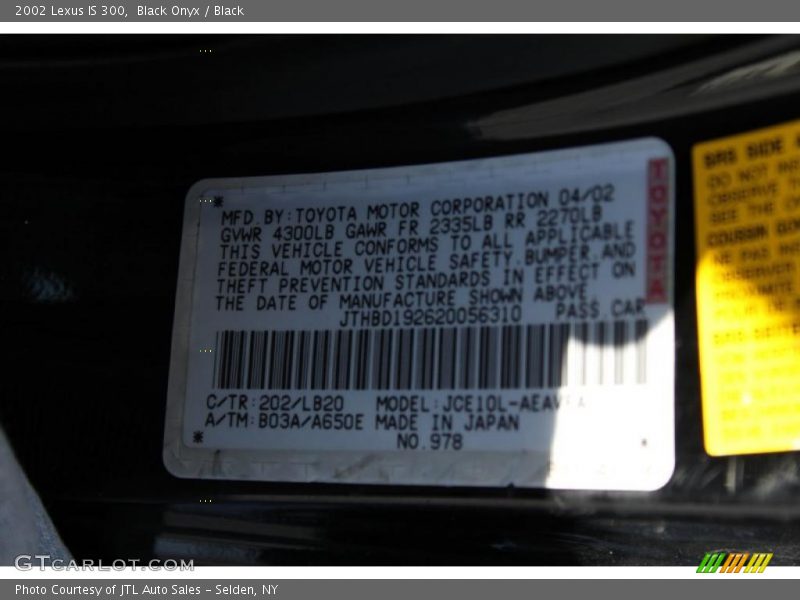 2002 Lexus IS 300, Black Onyx / Black
MFD. BY: TOYOTA MOTOR CORPORATION 04/02
GVWR 4300LB GAWR FR 2335LB RR 2270LB
THIS VEHICLE CONFORMS TO ALL APPLICABLE
FEDERAL MOTOR VEHICLE SAFETY, BUMPER, AND
THEFT PREVENTION STANDARDS IN EFFECT ON
THE DATE OF MANUFACTURE SHOWN ABOVE.
JTHBD192620056310 PASS. CAR
TOYOTA
C/TR: 202/LB20 MODEL: JCE10L-AEAV
A/TM: B03A/A650E MADE IN JAPAN
NO. 978
SRS SIDE
DO NOT
OBSERVE
SEE THE
COUSSIN
NE PAS
GTCARLOT.COM
Photo Courtesy of JTL Auto Sales - Selden, NY